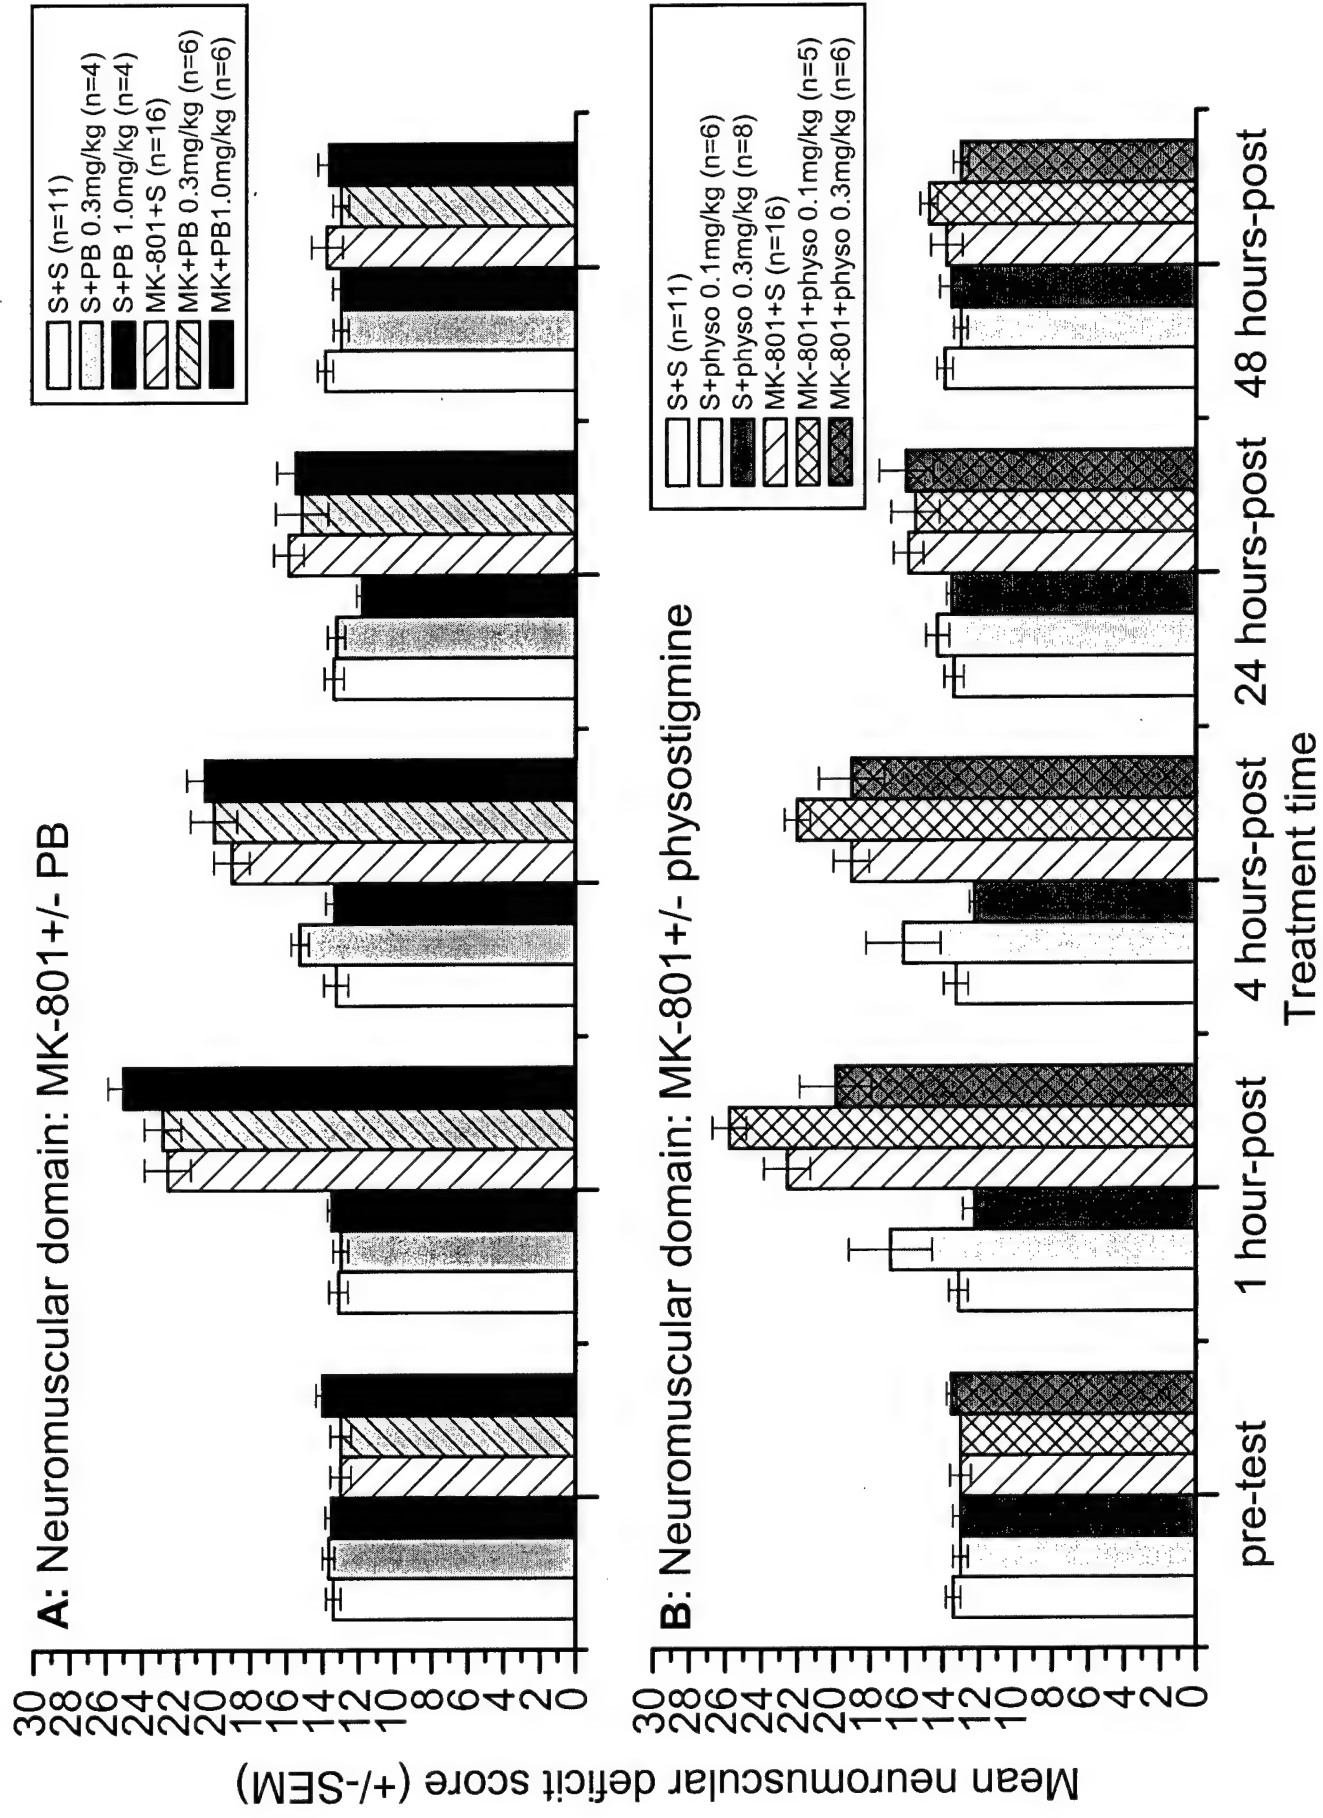 A: Neuromuscular domain: MK-801+/- PB
S+S (n=11)
S+PB 0.3mg/kg (n=4)
S+PB 1.0mg/kg (n=4)
MK-801+S (n=16)
MK+PB 0.3mg/kg (n=6)
MK+PB1.0mg/kg (n=6)
30
28
26
24
22
20
18
16
14
12
10
8
6
4
2
0
Mean neuromuscular deficit score (+/-SEM)
B: Neuromuscular domain: MK-801+/- physostigmine
S+S (n=11)
S+physo 0.1mg/kg (n=6)
S+physo 0.3mg/kg (n=8)
MK-801+S (n=16)
MK-801+physo 0.1mg/kg (n=5)
MK-801+physo 0.3mg/kg (n=6)
30
28
26
24
22
20
18
16
14
12
10
8
6
4
2
0
pre-test
1 hour-post
4 hours-post
24 hours-post
48 hours-post
Treatment time